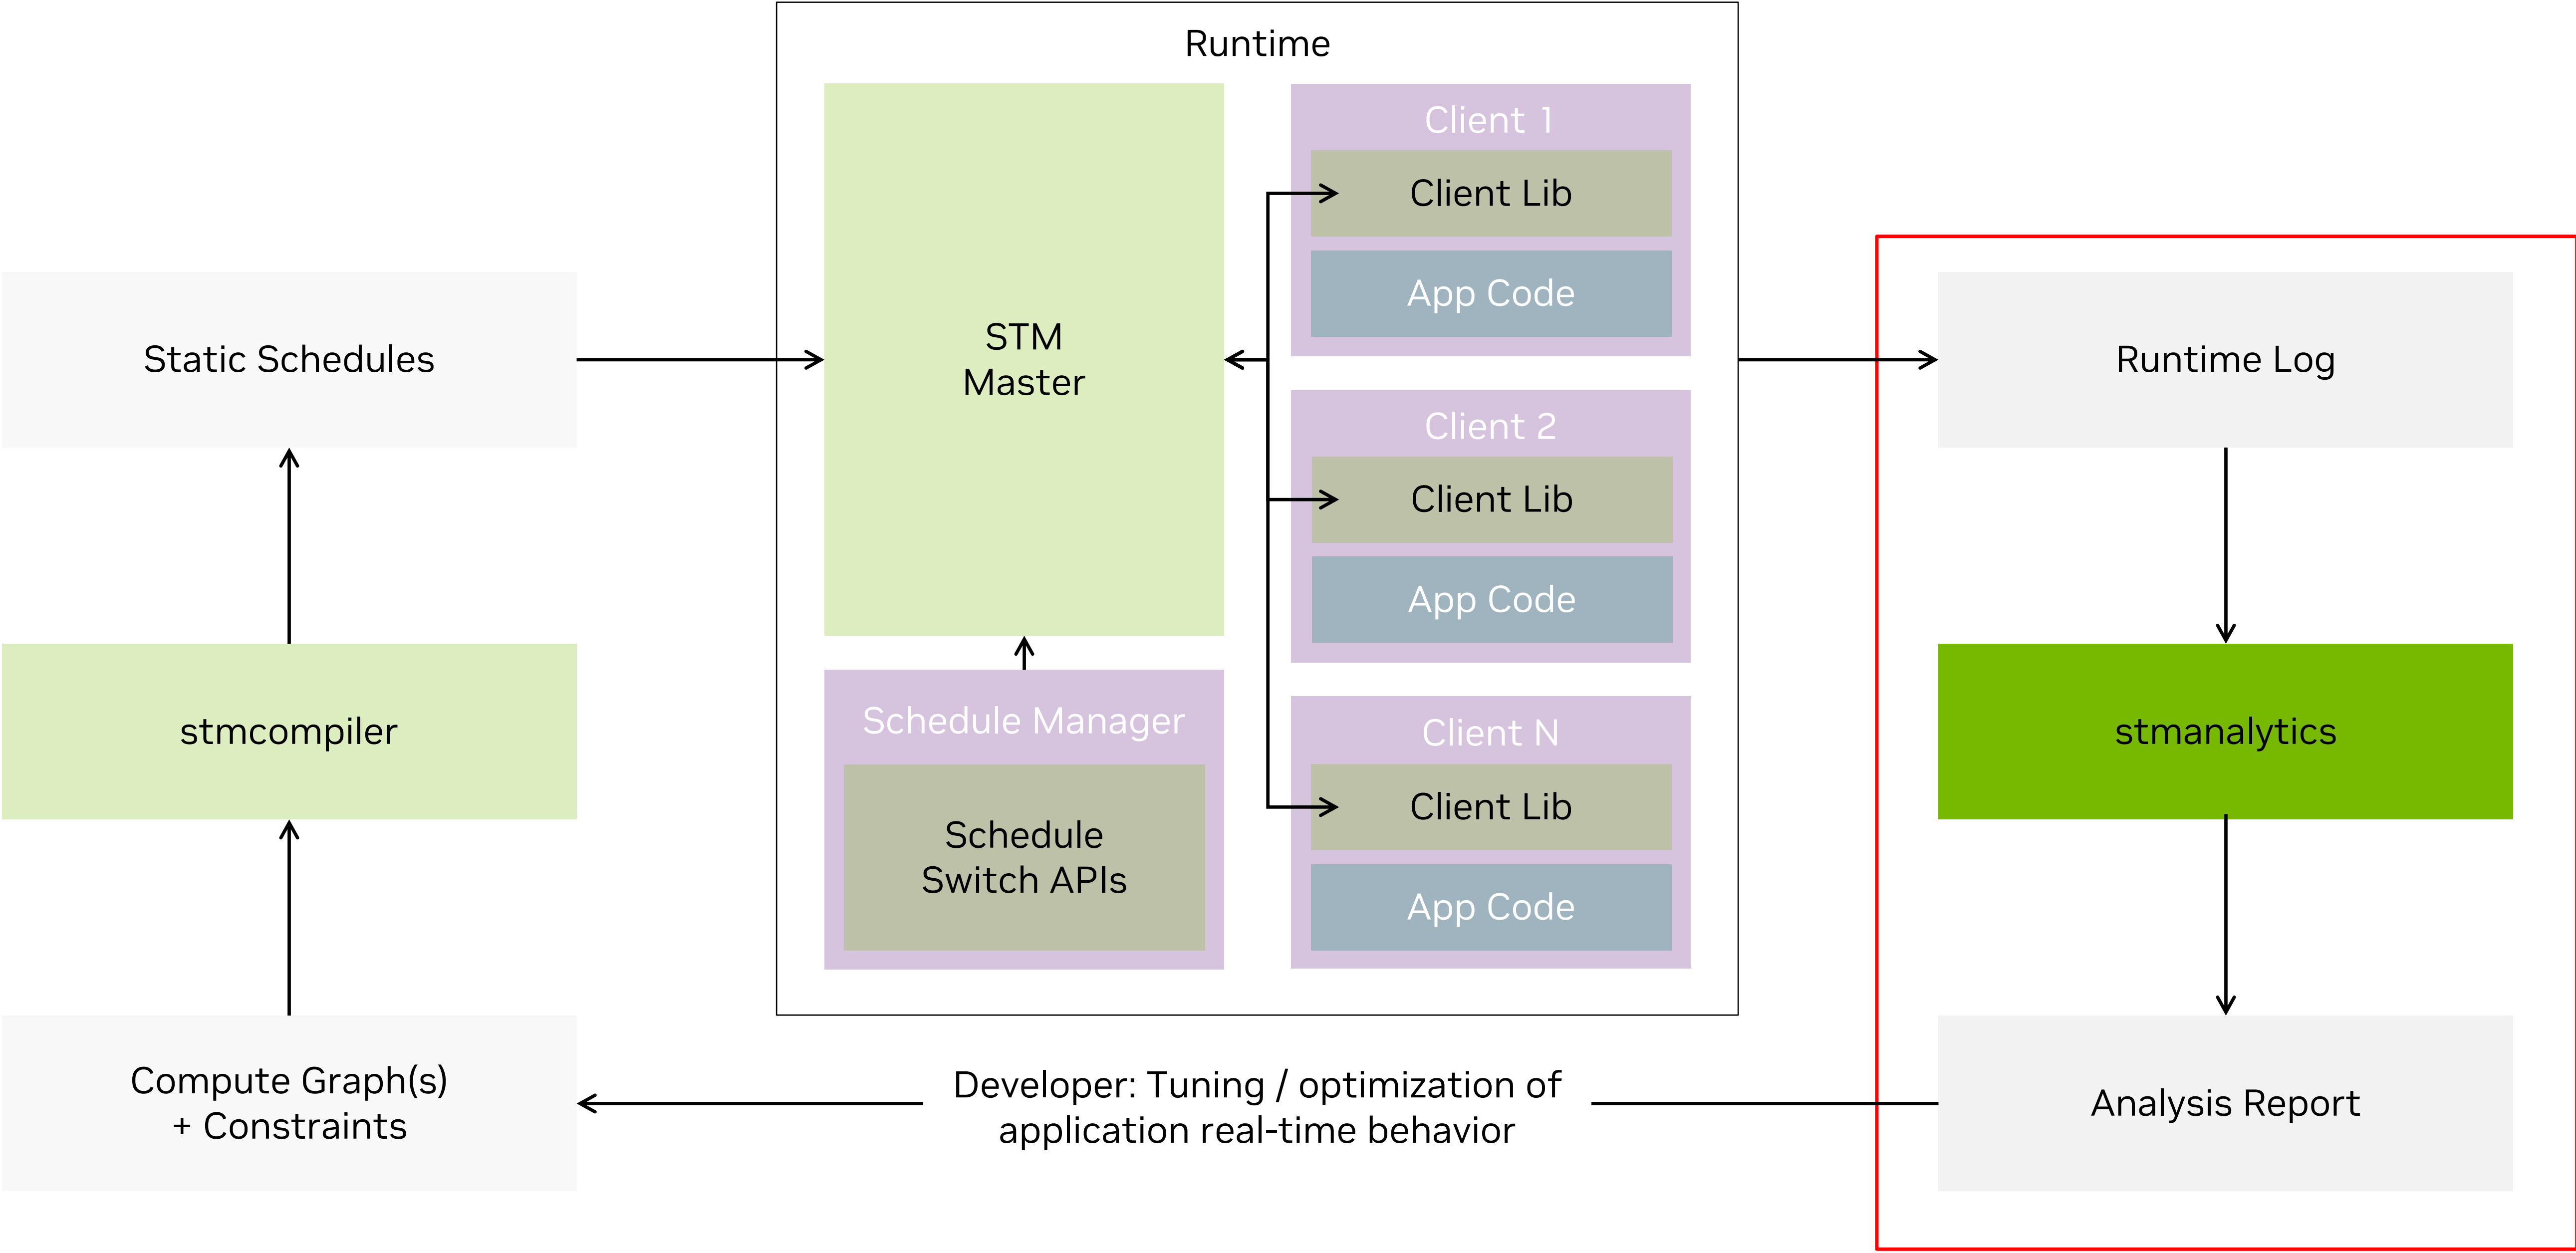 Runtime
Static Schedules
stmcompiler
Compute Graph(s)
+ Constraints
STM
Master
Schedule Manager
Schedule
Switch APIs
Client 1
Client Lib
App Code
Client 2
Client Lib
App Code
Client N
Client Lib
App Code
Runtime Log
stmanalytics
Analysis Report
Developer: Tuning / optimization of
application real-time behavior